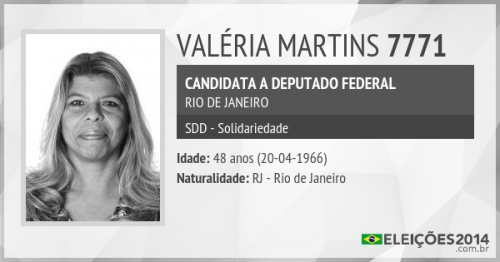 VALÉRIA MARTINS 7771
CANDIDATA A DEPUTADO FEDERAL
RIO DE JANEIRO
SDD - Solidariedade
Idade: 48 anos (20-04-1966)
Naturalidade: RJ - Rio de Janeiro
ELEIÇÕES2014
.com.br